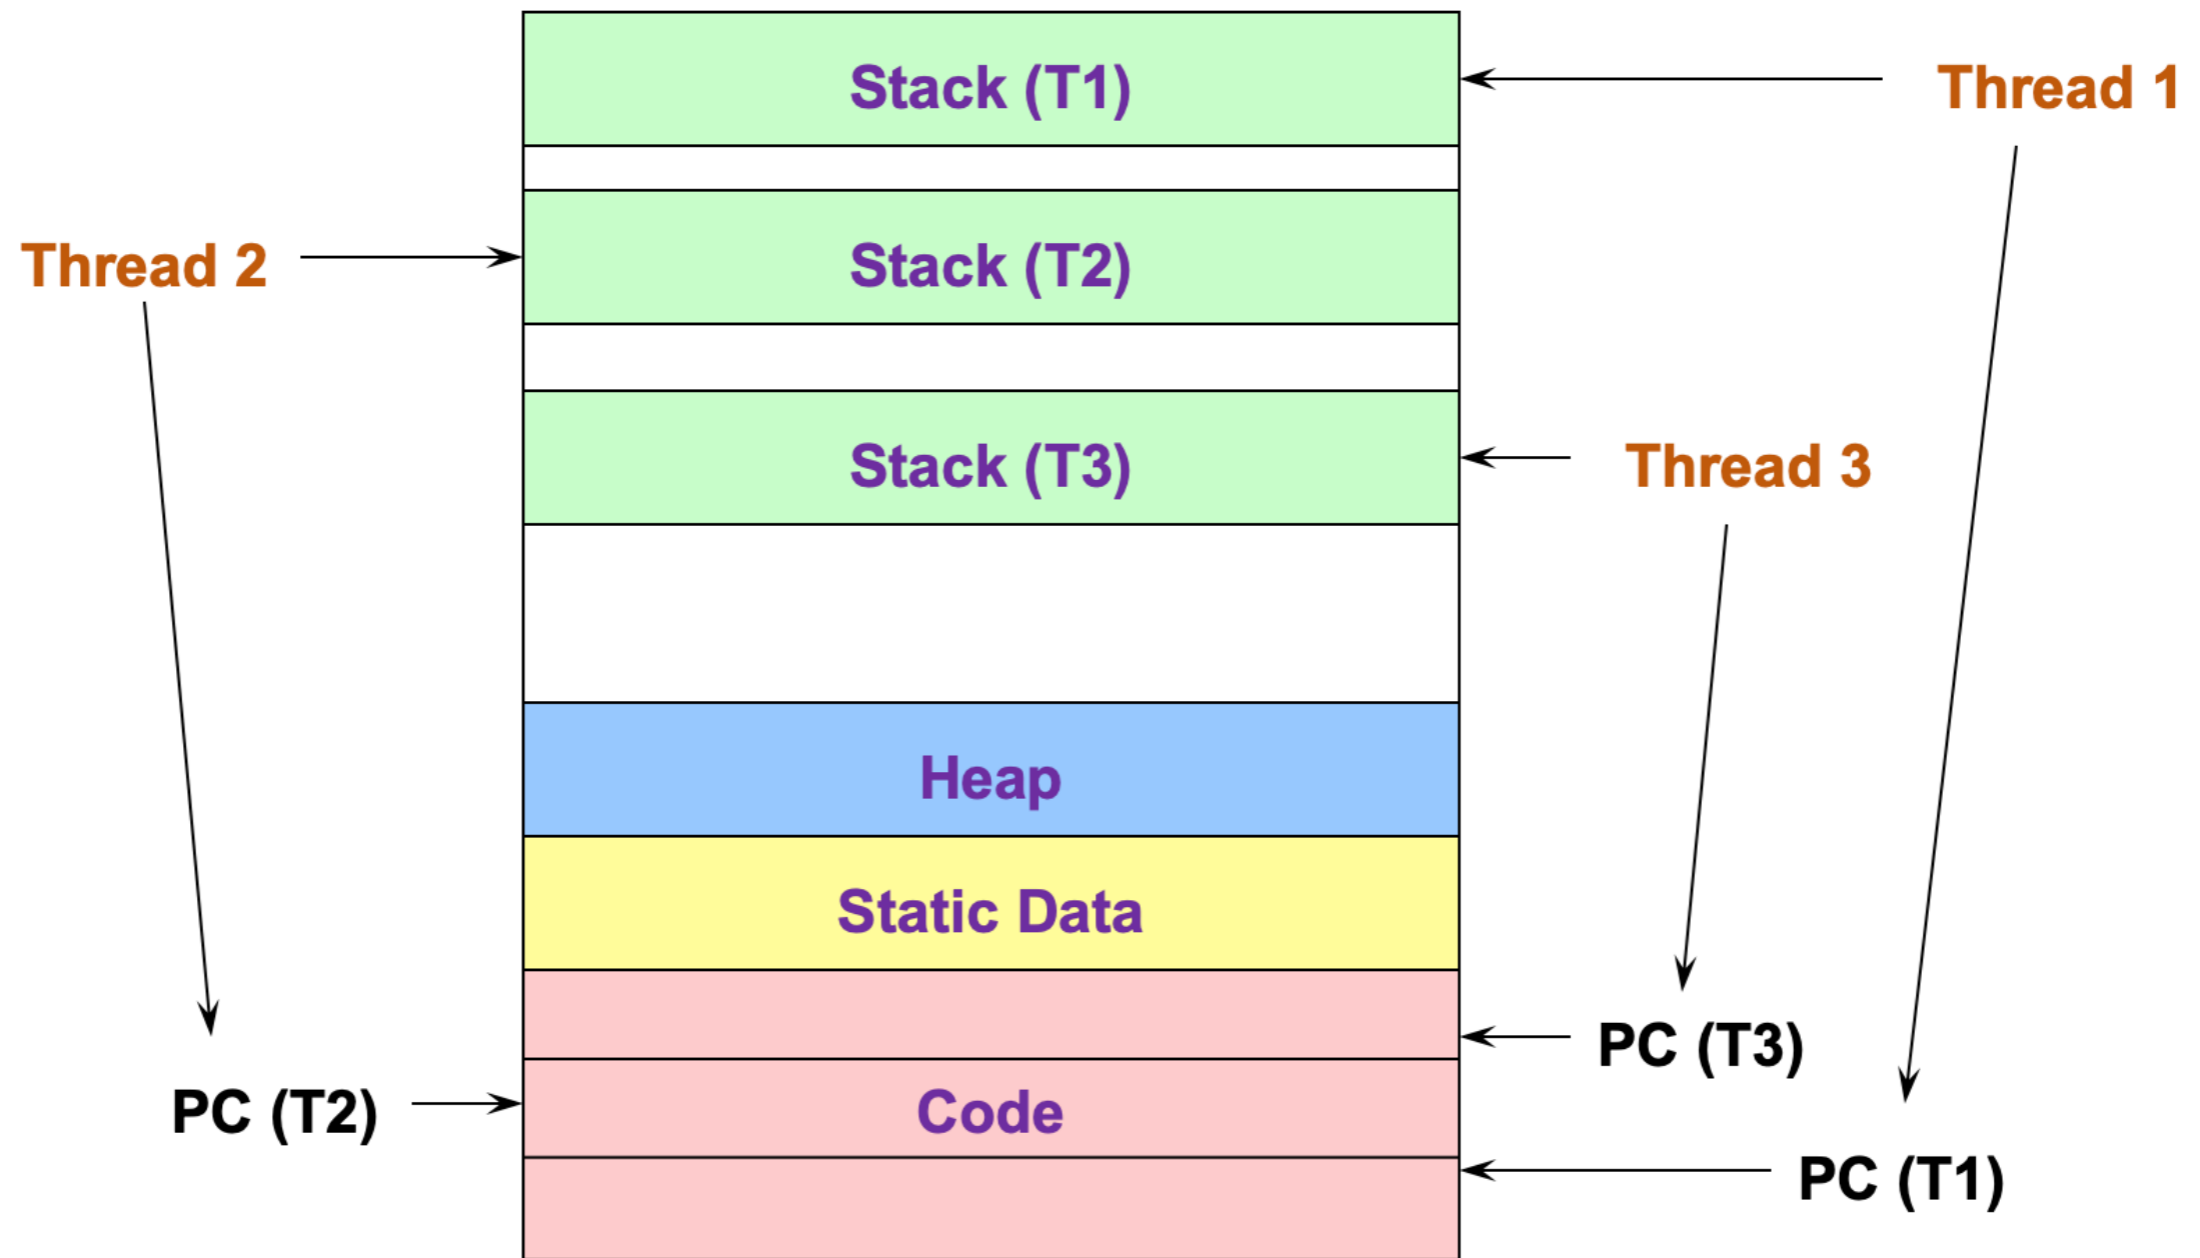 Stack (T1)
Thread 1
Thread 2
Stack (T2)
Stack (T3)
Thread 3
Heap
Static Data
PC (T3)
PC (T2)
Code
PC (T1)